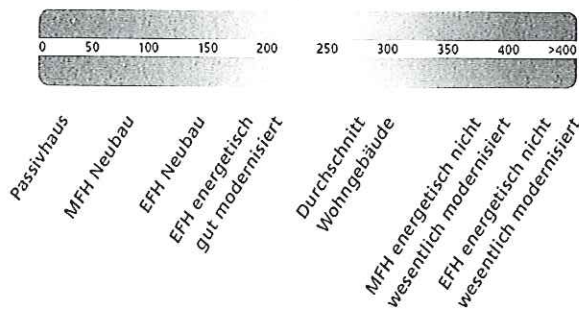 0 50 100 150 200 250 300 350 400 >400
Passivhaus
MFH Neubau
EFH Neubau
EFH energetisch
gut modernisiert
Durchschnitt
Wohngebäude
MFH energetisch nicht
wesentlich modernisiert
EFH energetisch nicht
wesentlich modernisiert